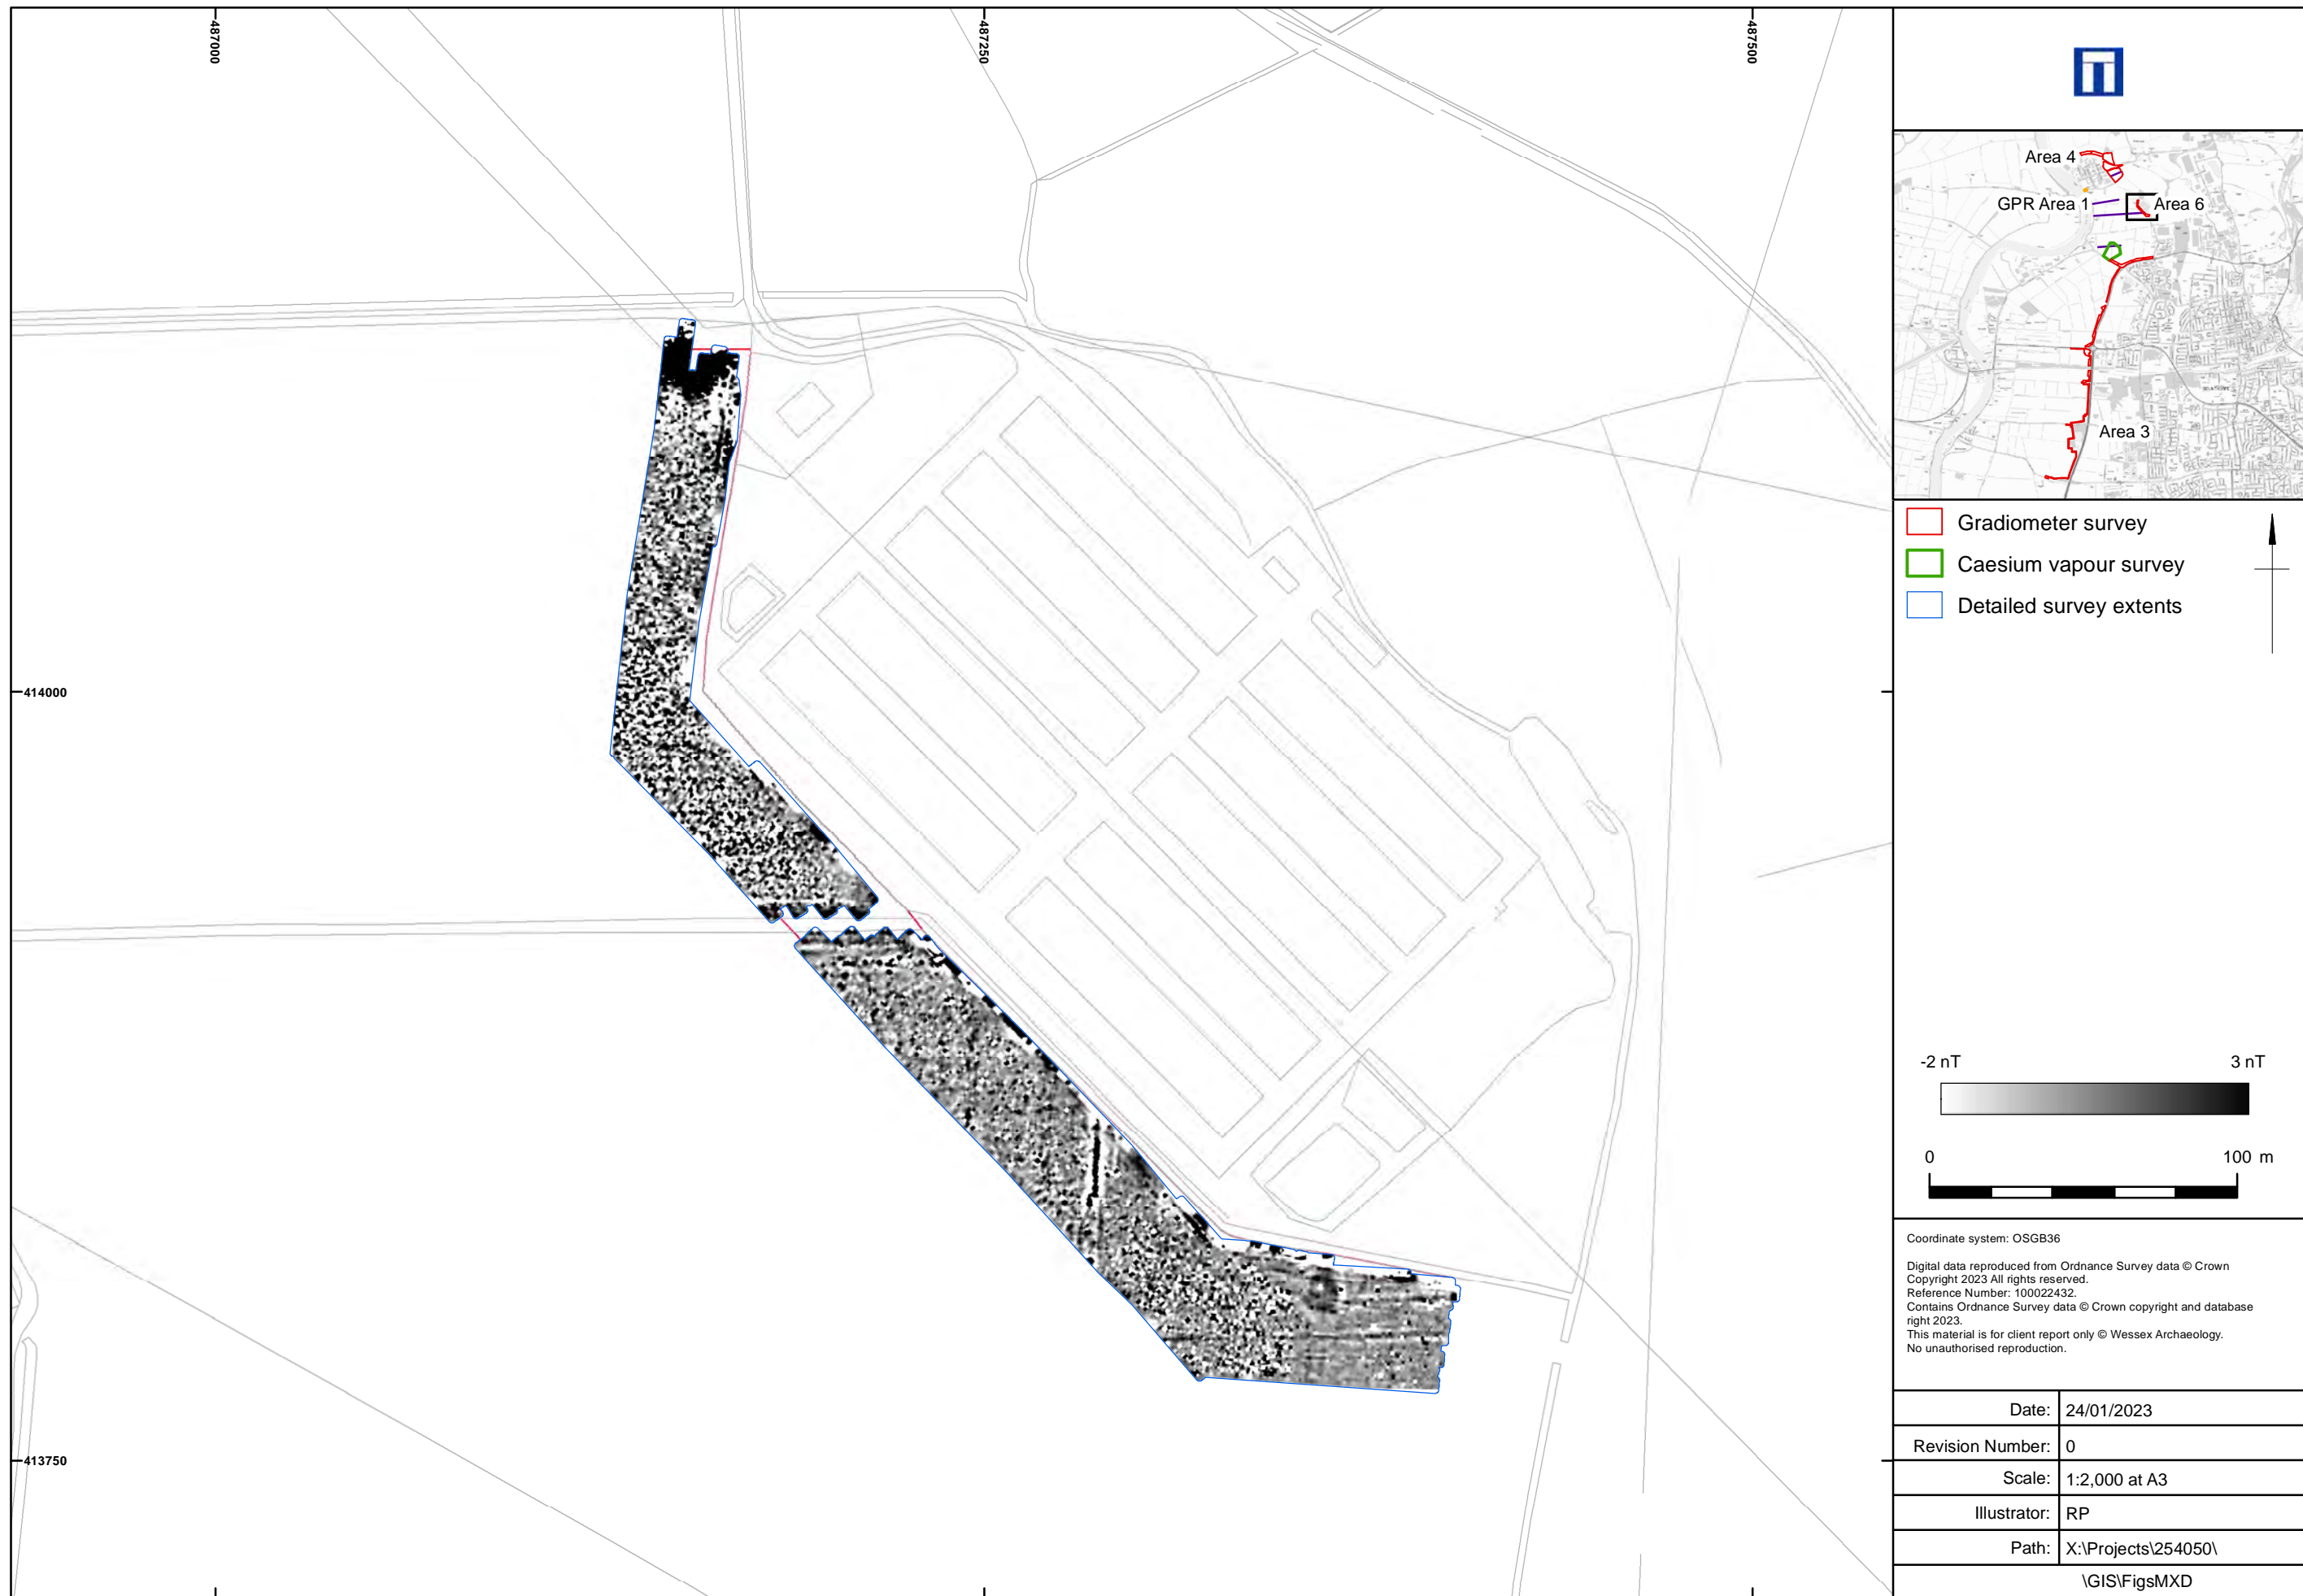 487000
487250
487500
414000
413750
Area 4
GPR Area 1
Area 6
Area 3
Gradiometer survey
Caesium vapour survey
Detailed survey extents
-2 nT 3 nT
0 100 m
Coordinate system: OSGB36
Digital data reproduced from Ordnance Survey data © Crown
Copyright 2023 All rights reserved.
Reference Number: 100022432.
Contains Ordnance Survey data © Crown copyright and database
right 2023.
This material is for client report only © Wessex Archaeology.
No unauthorised reproduction.
Date: 24/01/2023
Revision Number: 0
Scale: 1:2,000 at A3
Illustrator: RP
Path: X:\Projects\254050\
\GIS\FigsMXD